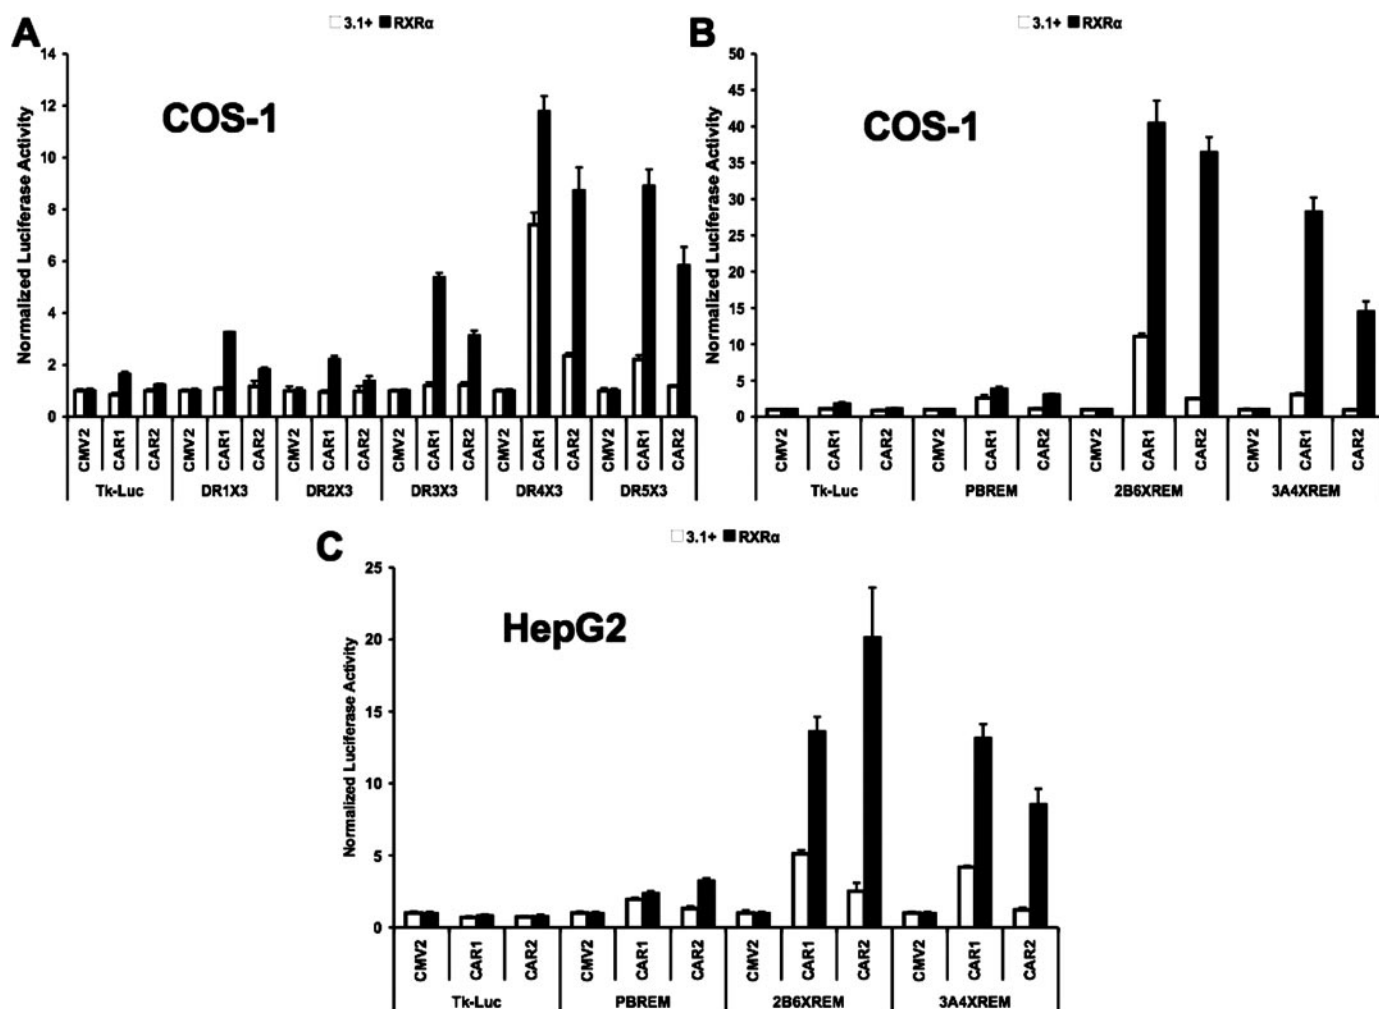 A
3.1+ RXRα
14
12
10
8
6
4
2
0
Normalized Luciferase Activity
COS-1
CMV2 CAR1 CAR2 CMV2 CAR1 CAR2 CMV2 CAR1 CAR2 CMV2 CAR1 CAR2 CMV2 CAR1 CAR2 CMV2 CAR1 CAR2
Tk-Luc DR1X3 DR2X3 DR3X3 DR4X3 DR5X3
B
3.1+ RXRα
50
45
40
35
30
25
20
15
10
5
0
Normalized Luciferase Activity
COS-1
CMV2 CAR1 CAR2 CMV2 CAR1 CAR2 CMV2 CAR1 CAR2 CMV2 CAR1 CAR2
Tk-Luc PBREM 2B6XREM 3A4XREM
C
3.1+ RXRα
25
20
15
10
5
0
Normalized Luciferase Activity
HepG2
CMV2 CAR1 CAR2 CMV2 CAR1 CAR2 CMV2 CAR1 CAR2 CMV2 CAR1 CAR2
Tk-Luc PBREM 2B6XREM 3A4XREM